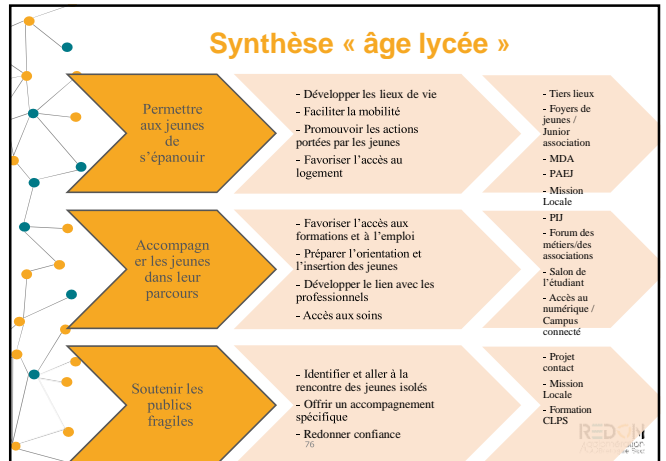 Synthèse « âge lycée »
Permettre
aux jeunes
de
s'épanouir
- Développer les lieux de vie
- Faciliter la mobilité
- Promouvoir les actions
portées par les jeunes
- Favoriser l'accès au
logement
- Tiers lieux
- Foyers de
jeunes /
Junior
association
- MDA
- PAEJ
- Mission
Locale
Accompagn
er les jeunes
dans leur
parcours
- Favoriser l'accès aux
formations et à l'emploi
- Préparer l'orientation et
l'insertion des jeunes
- Développer le lien avec les
professionnels
- Accès aux soins
- PIJ
- Forum des
métiers/des
associations
- Salon de
l'étudiant
- Accès au
numérique /
Campus
connecté
Soutenir les
publics
fragiles
- Identifier et aller à la
rencontre des jeunes isolés
- Offrir un accompagnement
spécifique
- Redonner confiance
- Projet
contact
- Mission
Locale
- Formation
CLPS
76
REDON